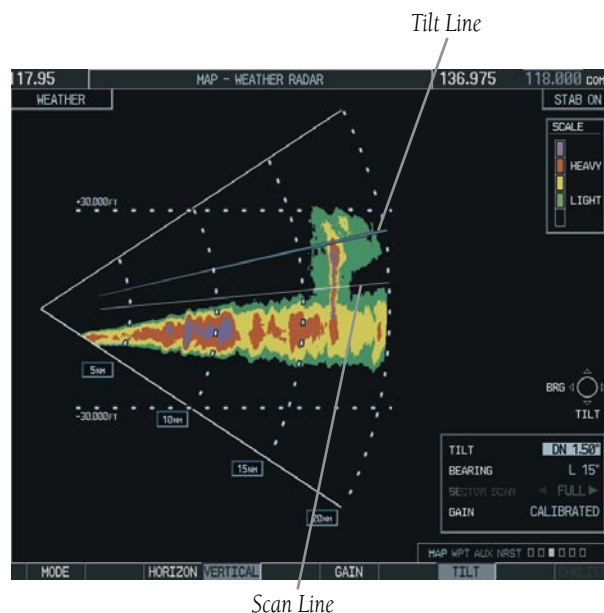 Tilt Line
117.95 MAP - WEATHER RADAR 136.975 118.000 COM
WEATHER STAB ON
SCALE
HEAVY
LIGHT
+30,000FT
5NM
-30,000FT
10NM
15NM
20NM
BRG
TILT
TILT DN 1.50°
BEARING L 15°
SECTOR SCAN FULL
GAIN CALIBRATED
MAP WPT AUX NRST
MODE HORIZON VERTICAL GAIN TILT
Scan Line